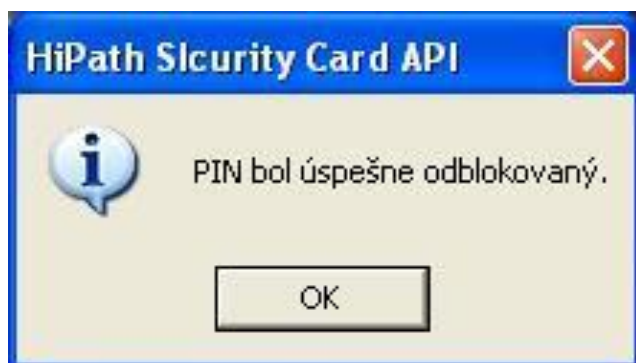 HiPath SIcurity Card API
PIN bol úspešne odblokovaný.
OK